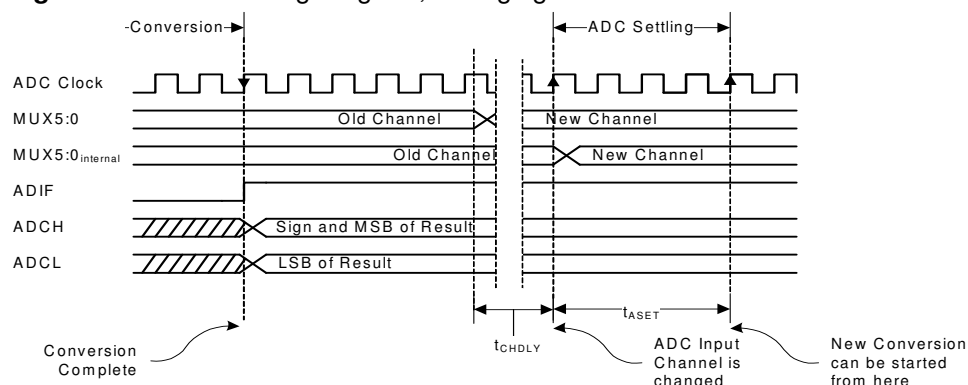 -Conversion
ADC Settling
ADC Clock
MUX5:0
Old Channel
New Channel
MUX5:0internal
Old Channel
New Channel
ADIF
ADCH
Sign and MSB of Result
ADCL
LSB of Result
tCHDLY
tASET
Conversion
Complete
ADC Input
Channel is
changed
New Conversion
can be started
from here